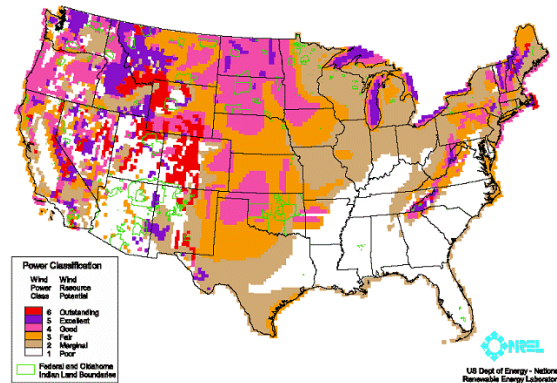 Power Classification
Wind Wind
Power Resource
Class Potential
6 Outstanding
5 Excellent
4 Good
3 Fair
2 Marginal
1 Poor
Federal and Oklahoma
Indian Land Boundaries
NREL
US Dept of Energy - National
Renewable Energy Laborator